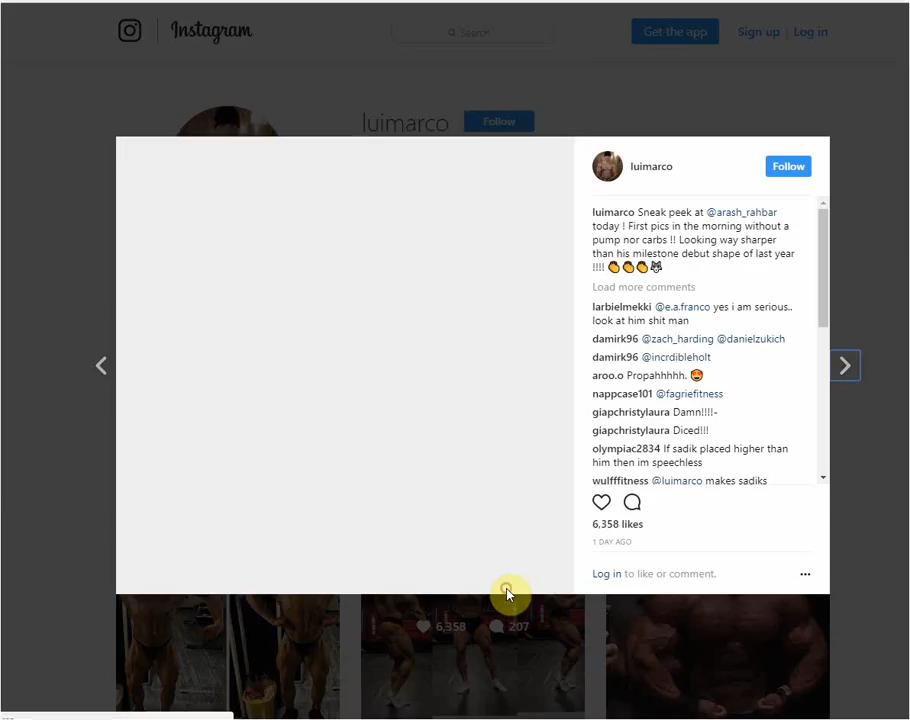 Instagram
Search
Get the app
Sign up | Log in
luimarco
Follow
luimarco
Follow
luimarco Sneak peek at @arash_rahbar
today ! First pics in the morning without a
pump nor carbs !! Looking way sharper
than his milestone debut shape of last year
!!!! 👏👏👏🐺
Load more comments
larbielmekki @e.a.franco yes i am serious..
look at him shit man
damirk96 @zach_harding @danielzukich
damirk96 @incrdibleholt
aroo.o Propahhhhh. 😍
nappcase101 @fagriefitness
giapchristylaura Damn!!!!-
giapchristylaura Diced!!!
olympiac2834 If sadik placed higher than
him then im speechless
wulfffitness @luimarco makes sadiks
6,358 likes
1 DAY AGO
Log in to like or comment.
6,358
207